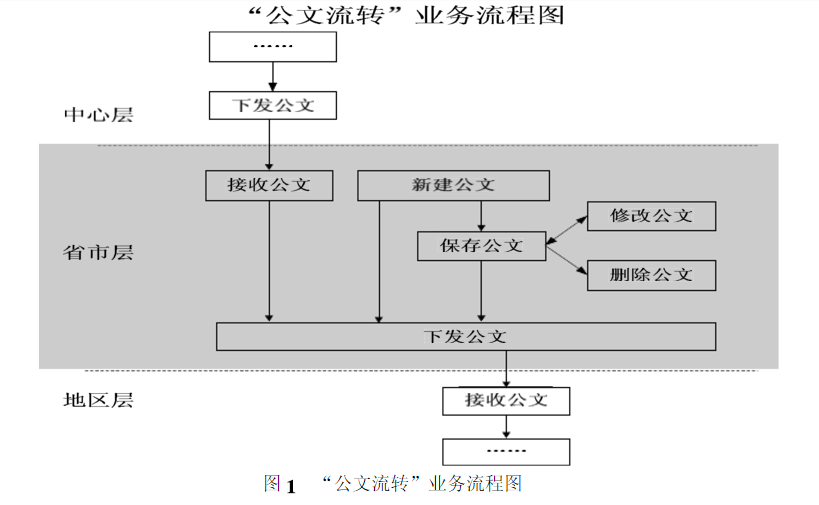 “公文流转”业务流程图
……
中心层
下发公文
接收公文
新建公文
修改公文
省市层
保存公文
删除公文
下发公文
地区层
接收公文
……
图1 “公文流转”业务流程图